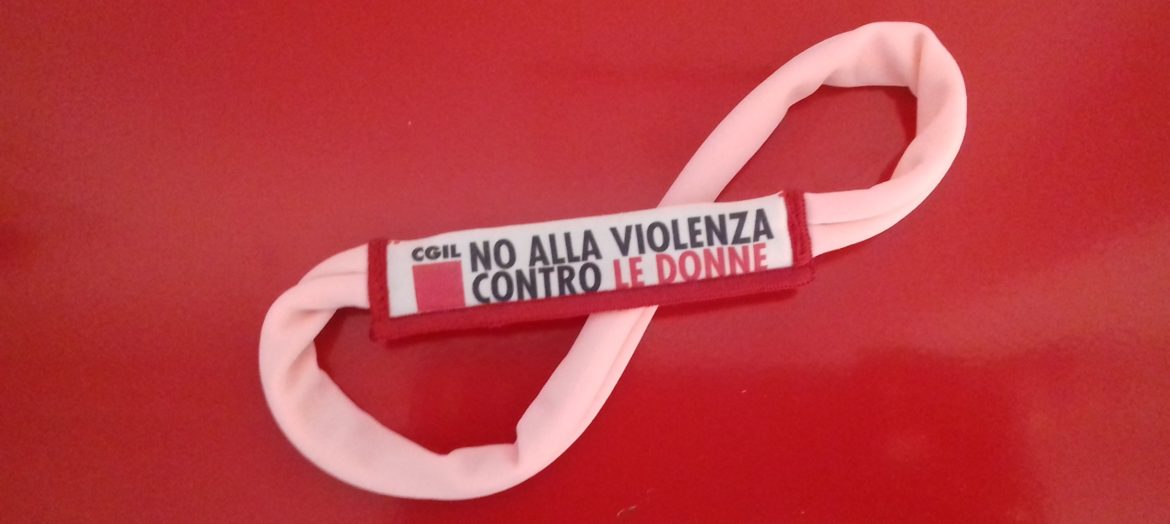 CGIL
NO ALLA VIOLENZA
CONTRO LE DONNE